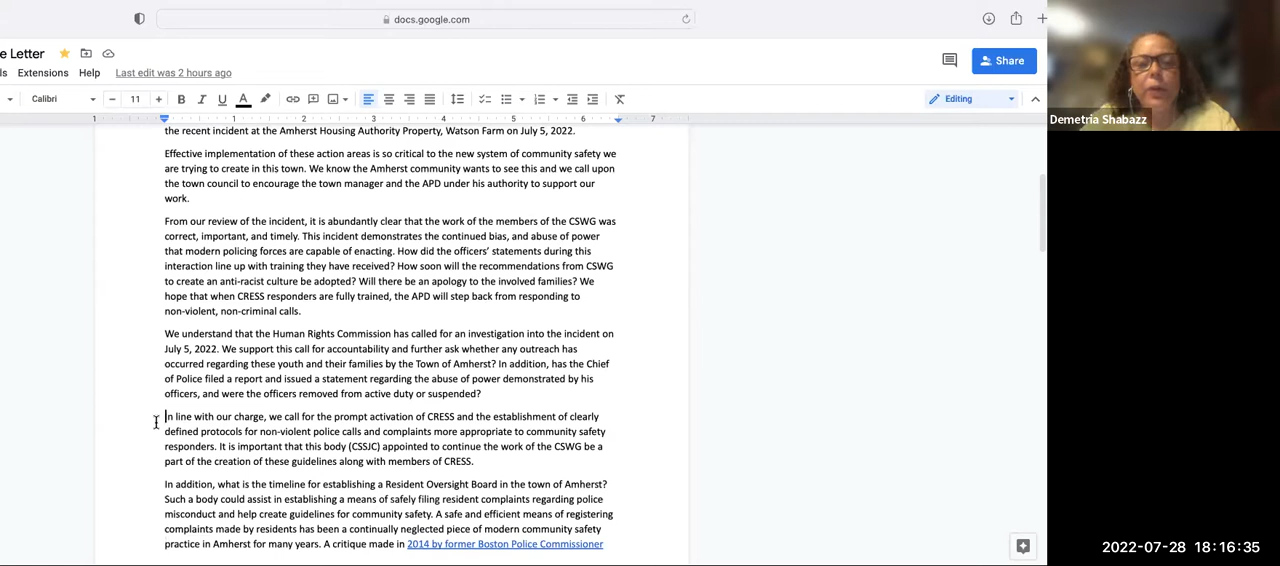 docs.google.com
e Letter
ds Extensions Help Last edit was 2 hours ago
Share
Calibri 11 B I U A Editing
1 1 2 3 4 5 6 7
the recent incident at the Amherst Housing Authority Property, Watson Farm on July 5, 2022.
Effective implementation of these action areas is so critical to the new system of community safety we
are trying to create in this town. We know the Amherst community wants to see this and we call upon
the town council to encourage the town manager and the APD under his authority to support our
work.
From our review of the incident, it is abundantly clear that the work of the members of the CSWG was
correct, important, and timely. This incident demonstrates the continued bias, and abuse of power
that modern policing forces are capable of enacting. How did the officers' statements during this
interaction line up with training they have received? How soon will the recommendations from CSWG
to create an anti-racist culture be adopted? Will there be an apology to the involved families? We
hope that when CRESS responders are fully trained, the APD will step back from responding to
non-violent, non-criminal calls.
We understand that the Human Rights Commission has called for an investigation into the incident on
July 5, 2022. We support this call for accountability and further ask whether any outreach has
occurred regarding these youth and their families by the Town of Amherst? In addition, has the Chief
of Police filed a report and issued a statement regarding the abuse of power demonstrated by his
officers, and were the officers removed from active duty or suspended?
In line with our charge, we call for the prompt activation of CRESS and the establishment of clearly
defined protocols for non-violent police calls and complaints more appropriate to community safety
responders. It is important that this body (CSSJC) appointed to continue the work of the CSWG be a
part of the creation of these guidelines along with members of CRESS.
In addition, what is the timeline for establishing a Resident Oversight Board in the town of Amherst?
Such a body could assist in establishing a means of safely filing resident complaints regarding police
misconduct and help create guidelines for community safety. A safe and efficient means of registering
complaints made by residents has been a continually neglected piece of modern community safety
practice in Amherst for many years. A critique made in 2014 by former Boston Police Commissioner
Demetria Shabazz
2022-07-28 18:16:35